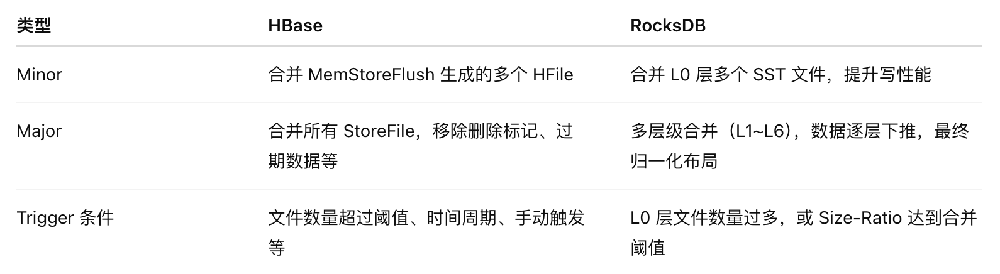 类型 HBase RocksDB
Minor 合并 MemStoreFlush 生成的多个 HFile 合并 L0 层多个 SST 文件，提升写性能
Major 合并所有 StoreFile，移除删除标记、过 多层级合并（L1~L6），数据逐层下推，最终
期数据等 归一化布局
Trigger 条件 文件数量超过阈值、时间周期、手动触发 L0 层文件数量过多，或 Size-Ratio 达到合并
等 阈值